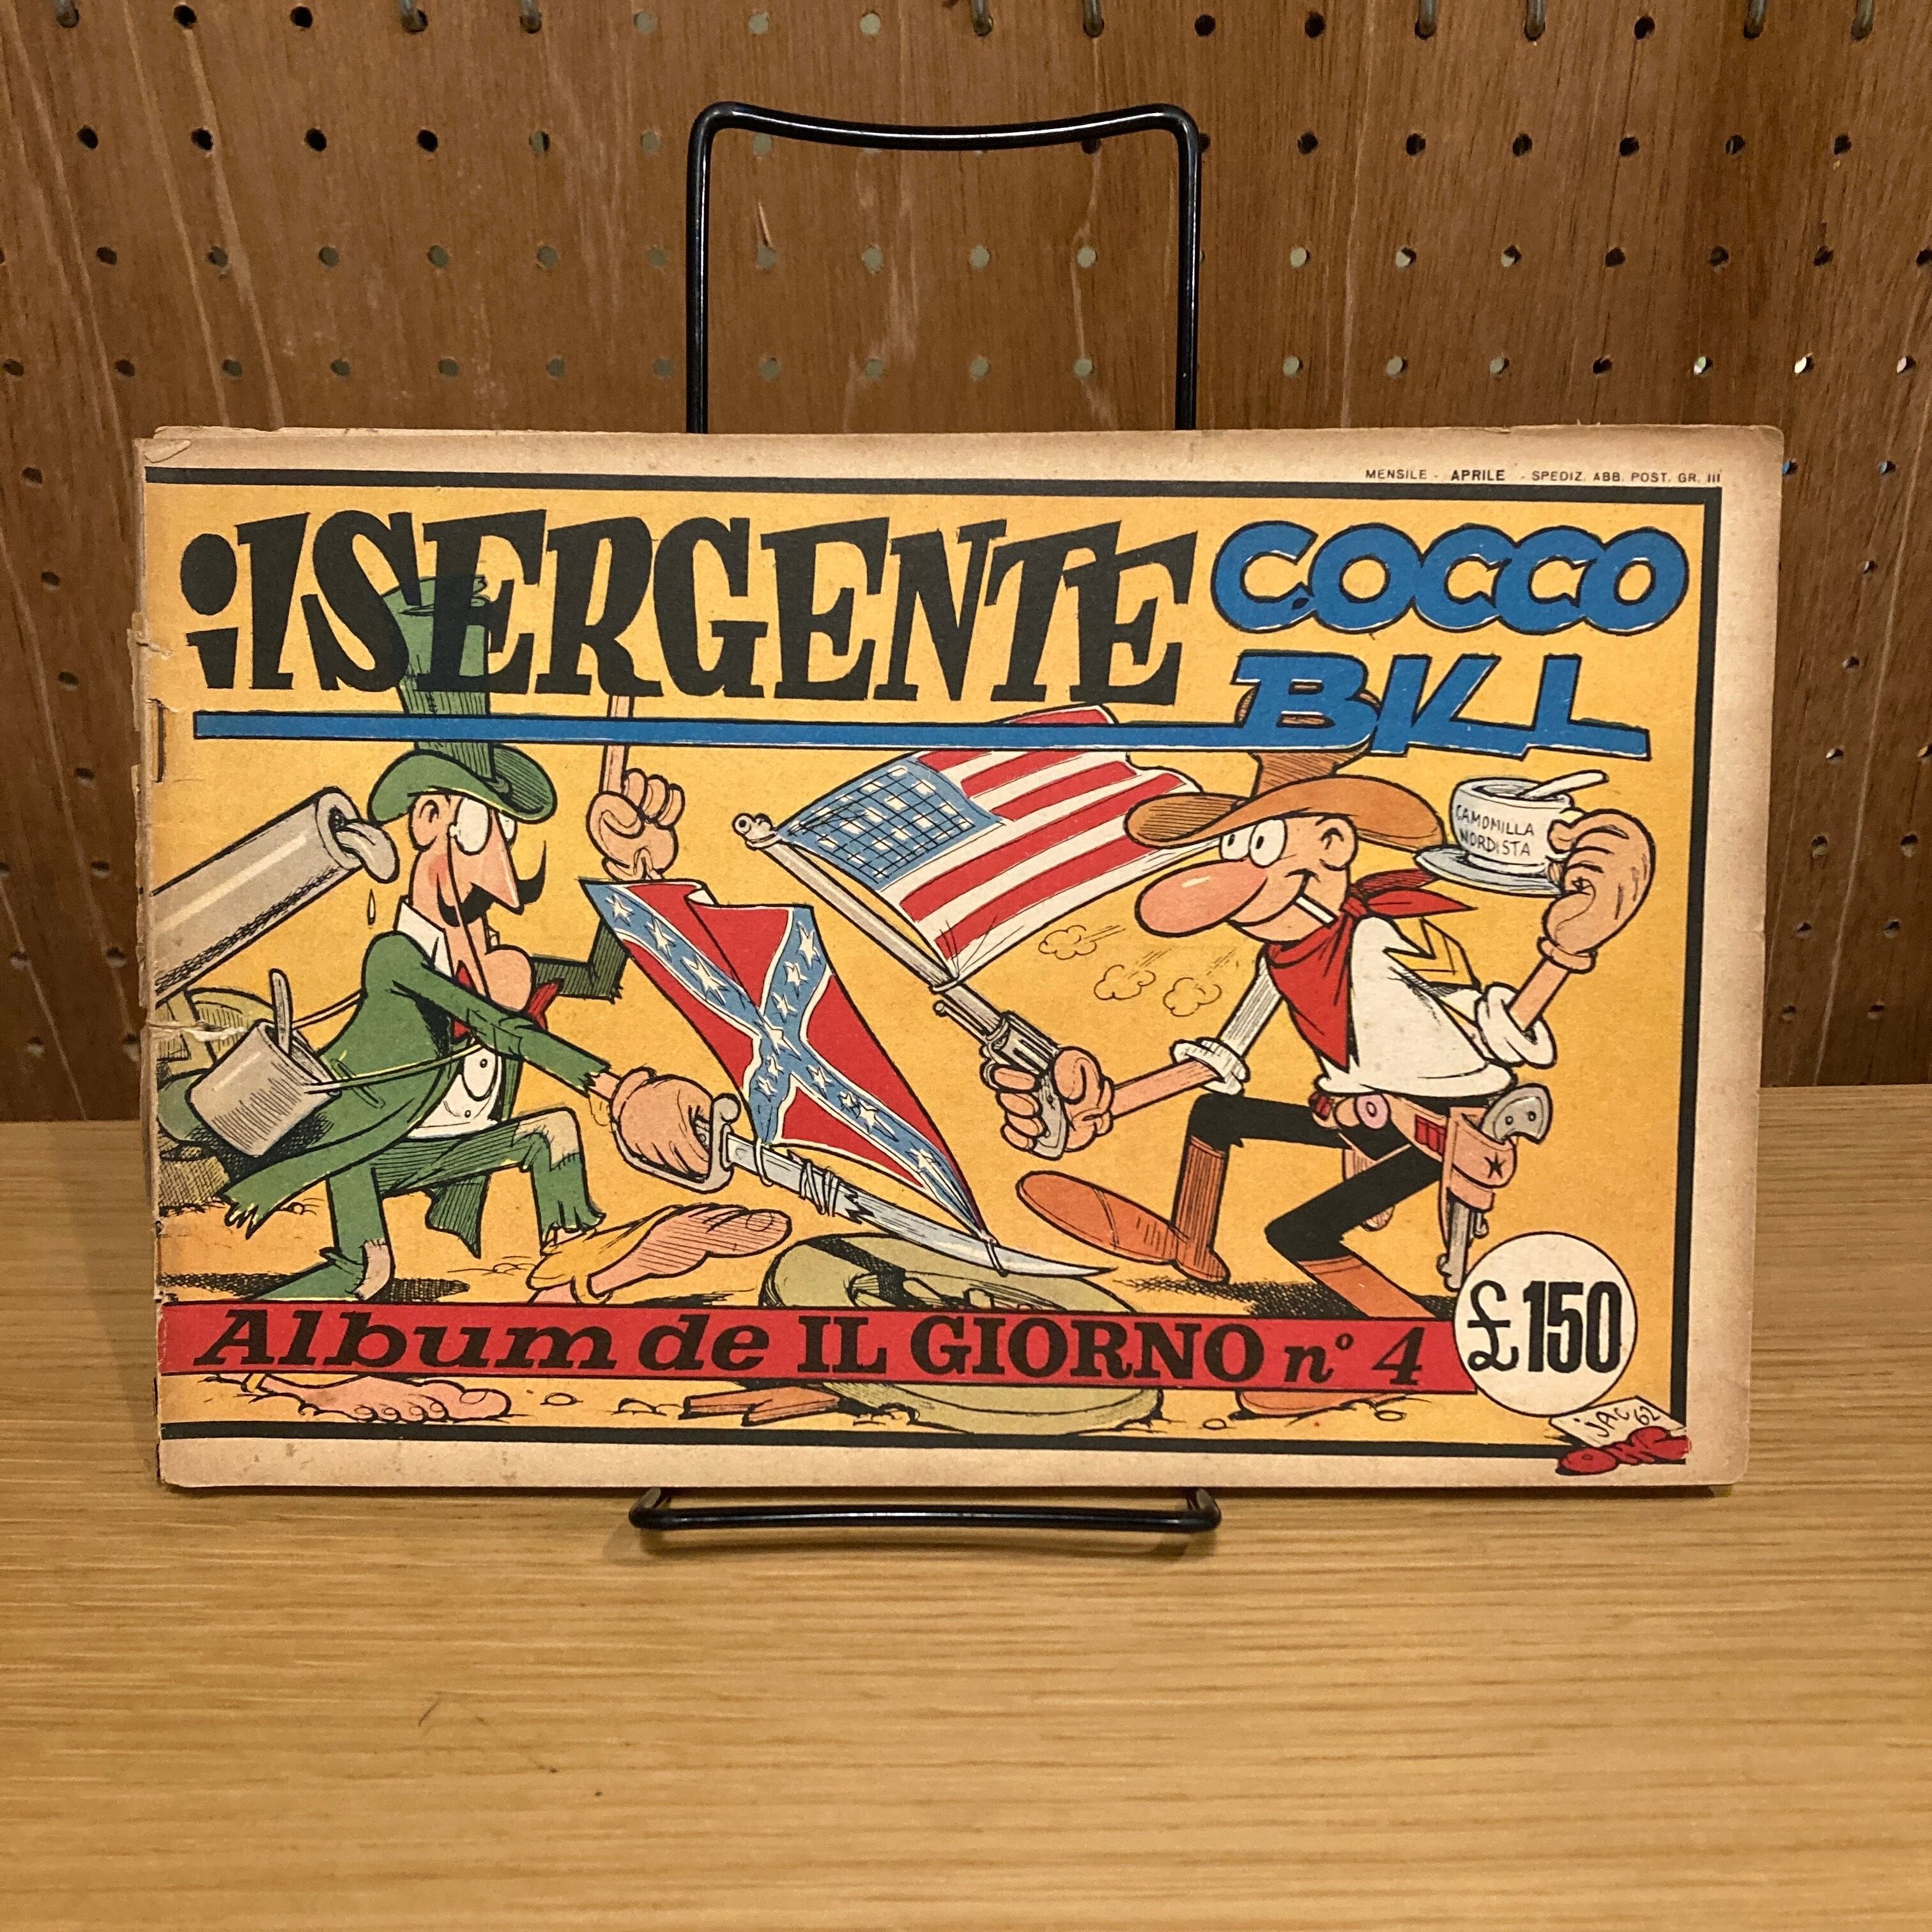 MENSILE - APRILE - SPEDIZ. ABB. POST. GR. III
il SERGENTE COCCO
BILL
CAMOMILLA
NORDISTA
Album de IL GIORNO n° 4
£150
jac 62